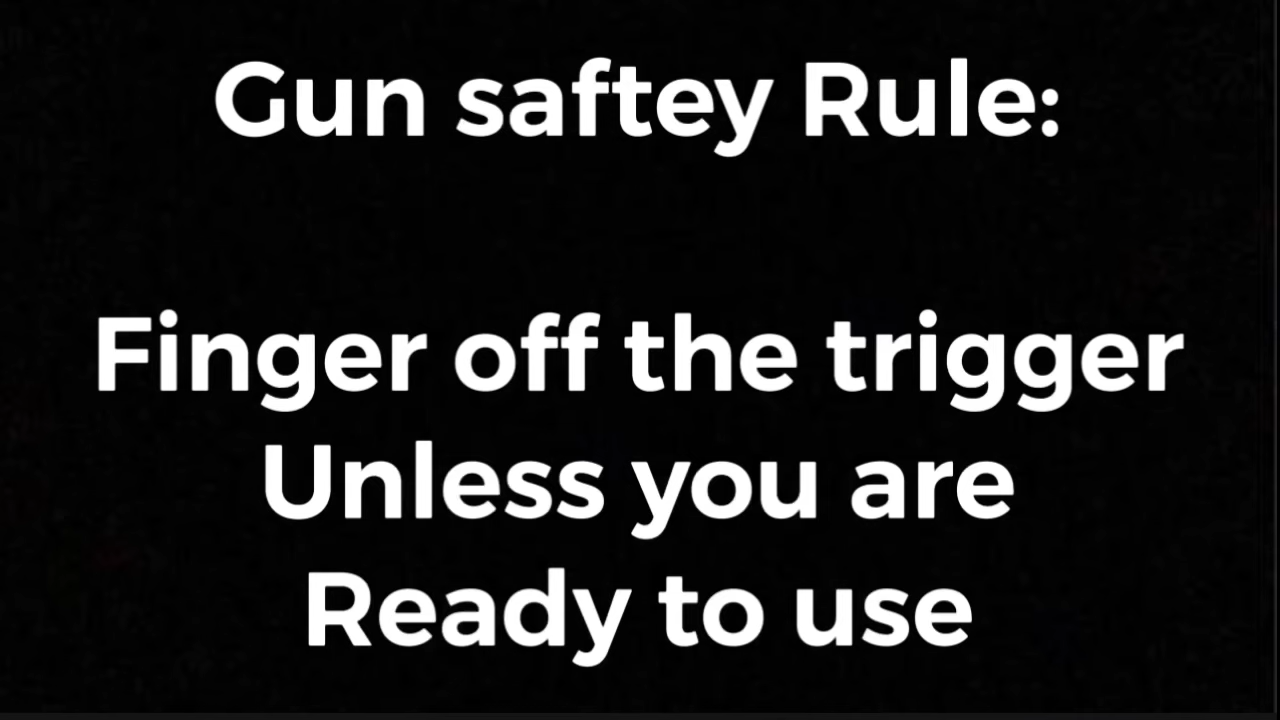 Gun saftey Rule:
Finger off the trigger
Unless you are
Ready to use